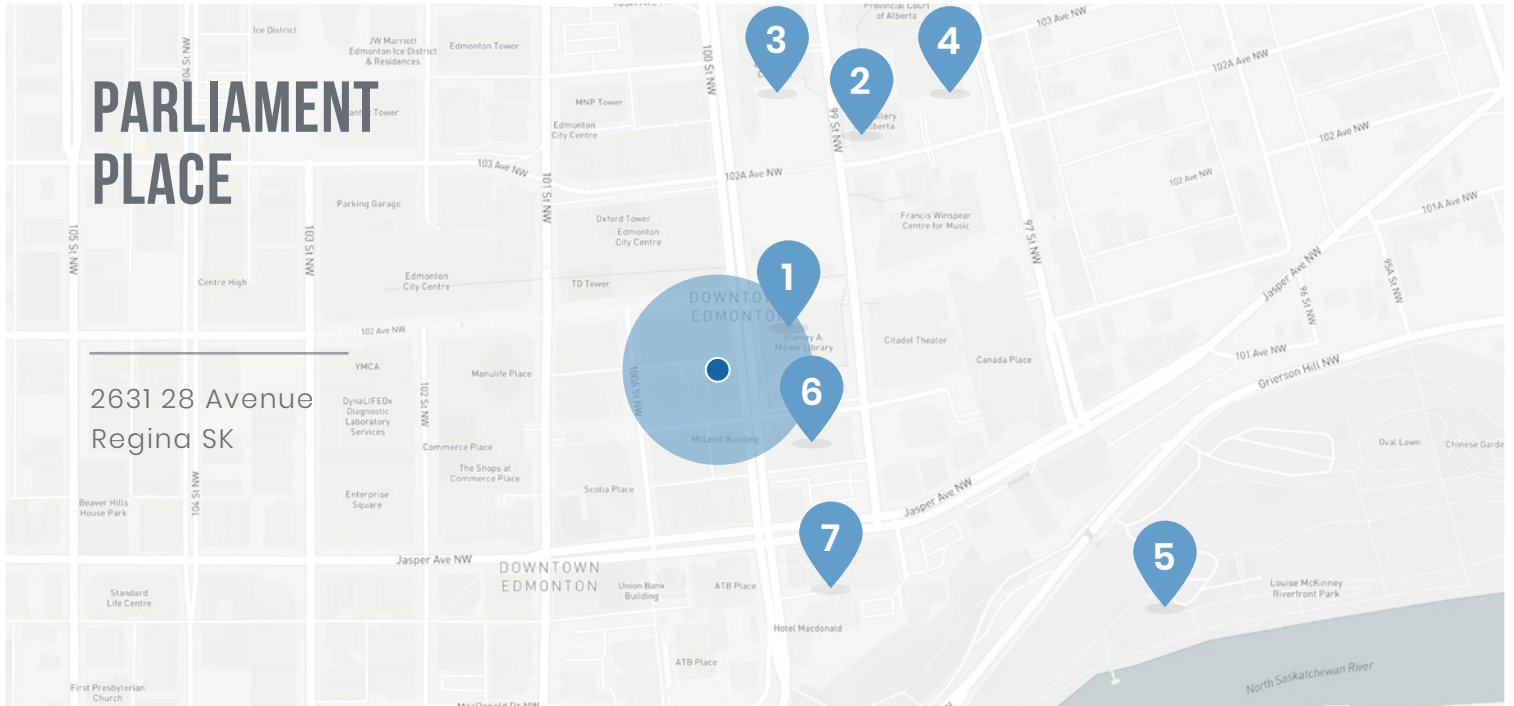 PARLIAMENT
PLACE
2631 28 Avenue
Regina SK
Ice District
104 St NW
JW Marriott
Edmonton Ice District
& Residences
Edmonton Tower
Tower
MNP Tower
Edmonton
City Centre
100 St NW
3
2
4
Provincial Court
of Alberta
103 Ave NW
102A Ave NW
99 St NW
102 Ave NW
103 Ave NW
101 St NW
102A Ave NW
102 Ave NW
101A Ave NW
Parking Garage
Oxford Tower
Edmonton
City Centre
Francis Winspear
Centre for Music
97 St NW
105 St NW
103 St NW
Centre High
Edmonton
City Centre
TD Tower
1
DOWNTO
EDMONTO
Stanley A.
Milner Library
Jasper Ave NW
96 St NW
95A St NW
102 Ave NW
Citadel Theater
Canada Place
101 Ave NW
Grierson Hill NW
YMCA
Manulife Place
100A St NW
6
DynaLIFEDx
Diagnostic
Laboratory
Services
102 St NW
McLeod Building
Commerce Place
The Shops at
Commerce Place
Oval Lawn
Chinese Garde
104 St NW
Enterprise
Square
Scotia Place
Beaver Hills
House Park
Jasper Ave NW
7
5
Jasper Ave NW
DOWNTOWN
EDMONTON
Standard
Life Centre
Union Bank
Building
ATB Place
Louise McKinney
Riverfront Park
Hotel Macdonald
ATB Place
First Presbyterian
Church
MacDonald Dr NW
North Saskatchewan River